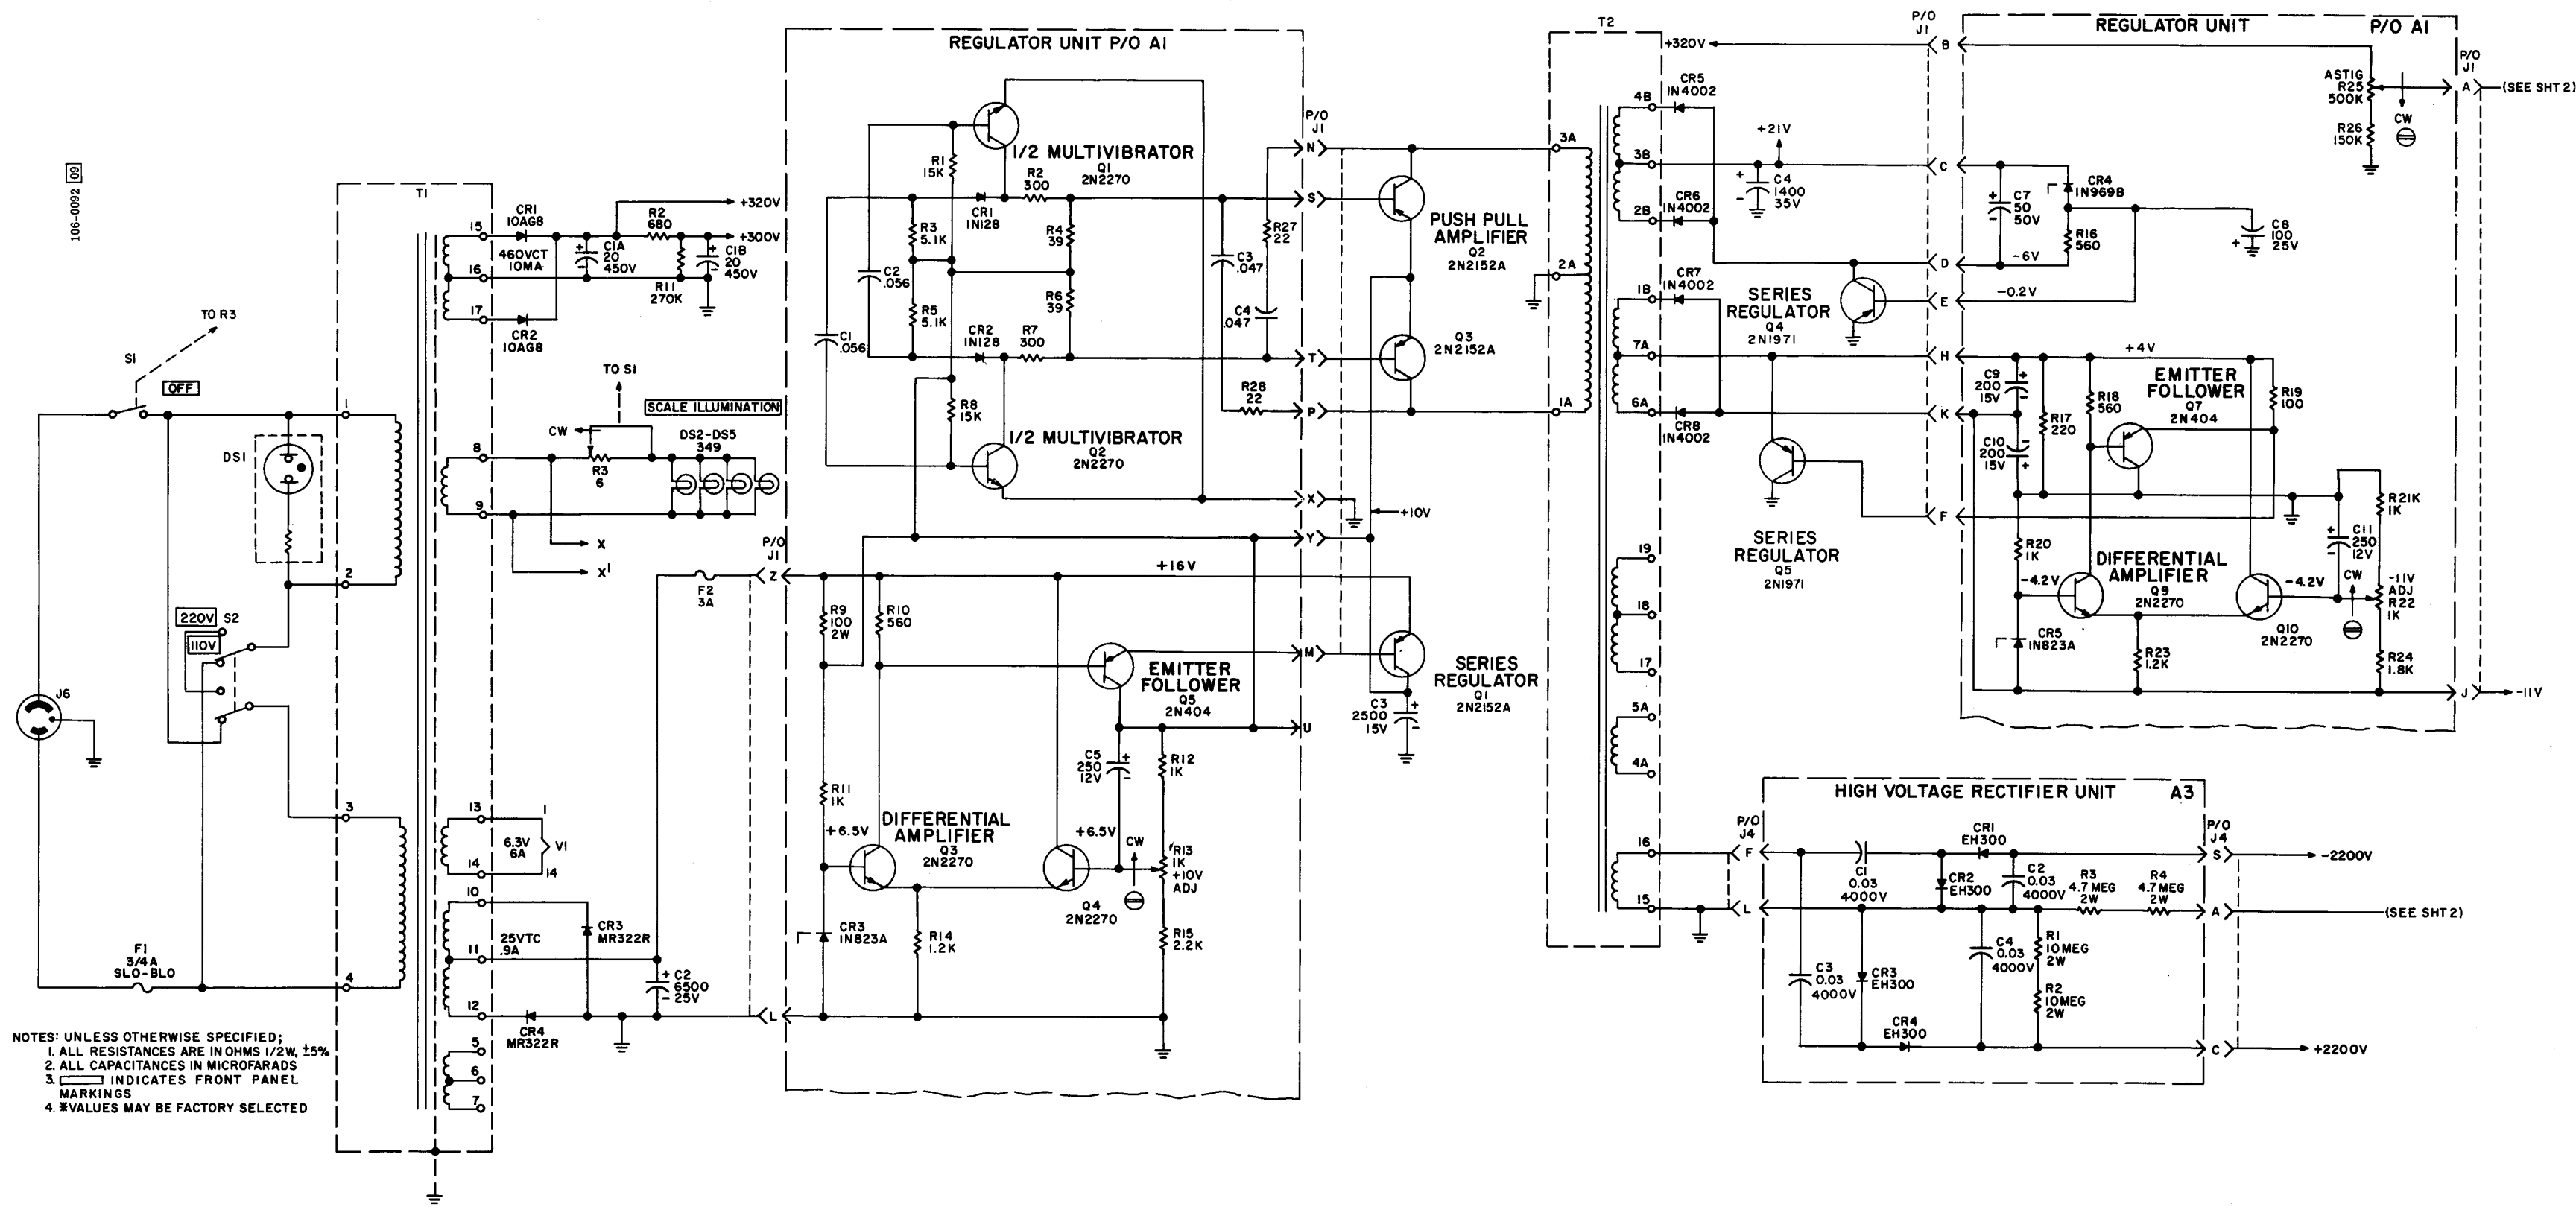 106-0092 09
TO R3
S1
OFF
DS1
220V
S2
110V
J6
F1
3/4A
SLO-BLO
NOTES: UNLESS OTHERWISE SPECIFIED;
1. ALL RESISTANCES ARE IN OHMS 1/2W, ±5%
2. ALL CAPACITANCES IN MICROFARADS
3. INDICATES FRONT PANEL
MARKINGS
4. *VALUES MAY BE FACTORY SELECTED
T1
1
2
3
4
15
16
17
8
9
13
14
10
11
12
5
6
7
CR1
10AG8
460VCT
10MA
CR2
10AG8
C1A
20
450V
R2
680
R11
270K
C1B
20
450V
+320V
+300V
TO S1
SCALE ILLUMINATION
CW
R3
6
DS2-DS5
349
X
X'
1
6.3V
6A
V1
14
25VTC
.9A
CR3
MR322R
CR4
MR322R
C2
6500
25V
F2
3A
P/O
J1
Z
L
REGULATOR UNIT P/O A1
1/2 MULTIVIBRATOR
Q1
2N2270
R1
15K
R2
300
CR1
1N128
R3
5.1K
R4
39
C2
.056
C1
.056
R5
5.1K
R6
39
CR2
1N128
R7
300
R8
15K
1/2 MULTIVIBRATOR
Q2
2N2270
C3
.047
R27
22
C4
.047
R28
22
P/O
J1
N
S
T
P
X
Y
M
U
+16V
R9
100
2W
R10
560
R11
1K
+6.5V
DIFFERENTIAL
AMPLIFIER
Q3
2N2270
+6.5V
Q4
2N2270
EMITTER
FOLLOWER
Q5
2N404
C5
250
12V
R12
1K
CW
R13
1K
+10V
ADJ
CR3
1N823A
R14
1.2K
R15
2.2K
PUSH PULL
AMPLIFIER
Q2
2N2152A
Q3
2N2152A
+10V
SERIES
REGULATOR
Q1
2N2152A
C3
2500
15V
T2
3A
2A
1A
4B
3B
2B
1B
7A
6A
19
18
17
5A
4A
16
15
+320V
CR5
1N4002
CR6
1N4002
CR7
1N4002
CR8
1N4002
+21V
C4
1400
35V
SERIES
REGULATOR
Q4
2N1971
SERIES
REGULATOR
Q5
2N1971
P/O
J1
B
C
D
E
H
K
F
REGULATOR UNIT P/O A1
ASTIG
R25
500K
R26
150K
CW
P/O
J1
A
(SEE SHT 2)
C7
50
50V
CR4
1N969B
R16
560
C8
100
25V
-6V
-0.2V
+4V
C9
200
15V
C10
200
15V
R17
220
R18
560
EMITTER
FOLLOWER
Q7
2N404
R19
100
R20
1K
-4.2V
DIFFERENTIAL
AMPLIFIER
Q9
2N2270
-4.2V
Q10
2N2270
R21K
1K
C11
250
12V
CW
-11V
ADJ
R22
1K
CR5
1N823A
R23
1.2K
R24
1.8K
J
-11V
HIGH VOLTAGE RECTIFIER UNIT A3
P/O
J4
F
L
C1
0.03
4000V
CR1
EH300
CR2
EH300
C2
0.03
4000V
R3
4.7 MEG
2W
R4
4.7 MEG
2W
C3
0.03
4000V
CR3
EH300
C4
0.03
4000V
R1
10MEG
2W
R2
10MEG
2W
CR4
EH300
P/O
J4
S
A
C
-2200V
(SEE SHT 2)
+2200V